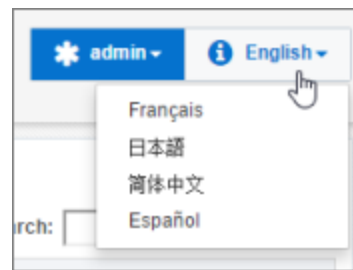 admin English
Français
日本語
简体中文
Español
rch: